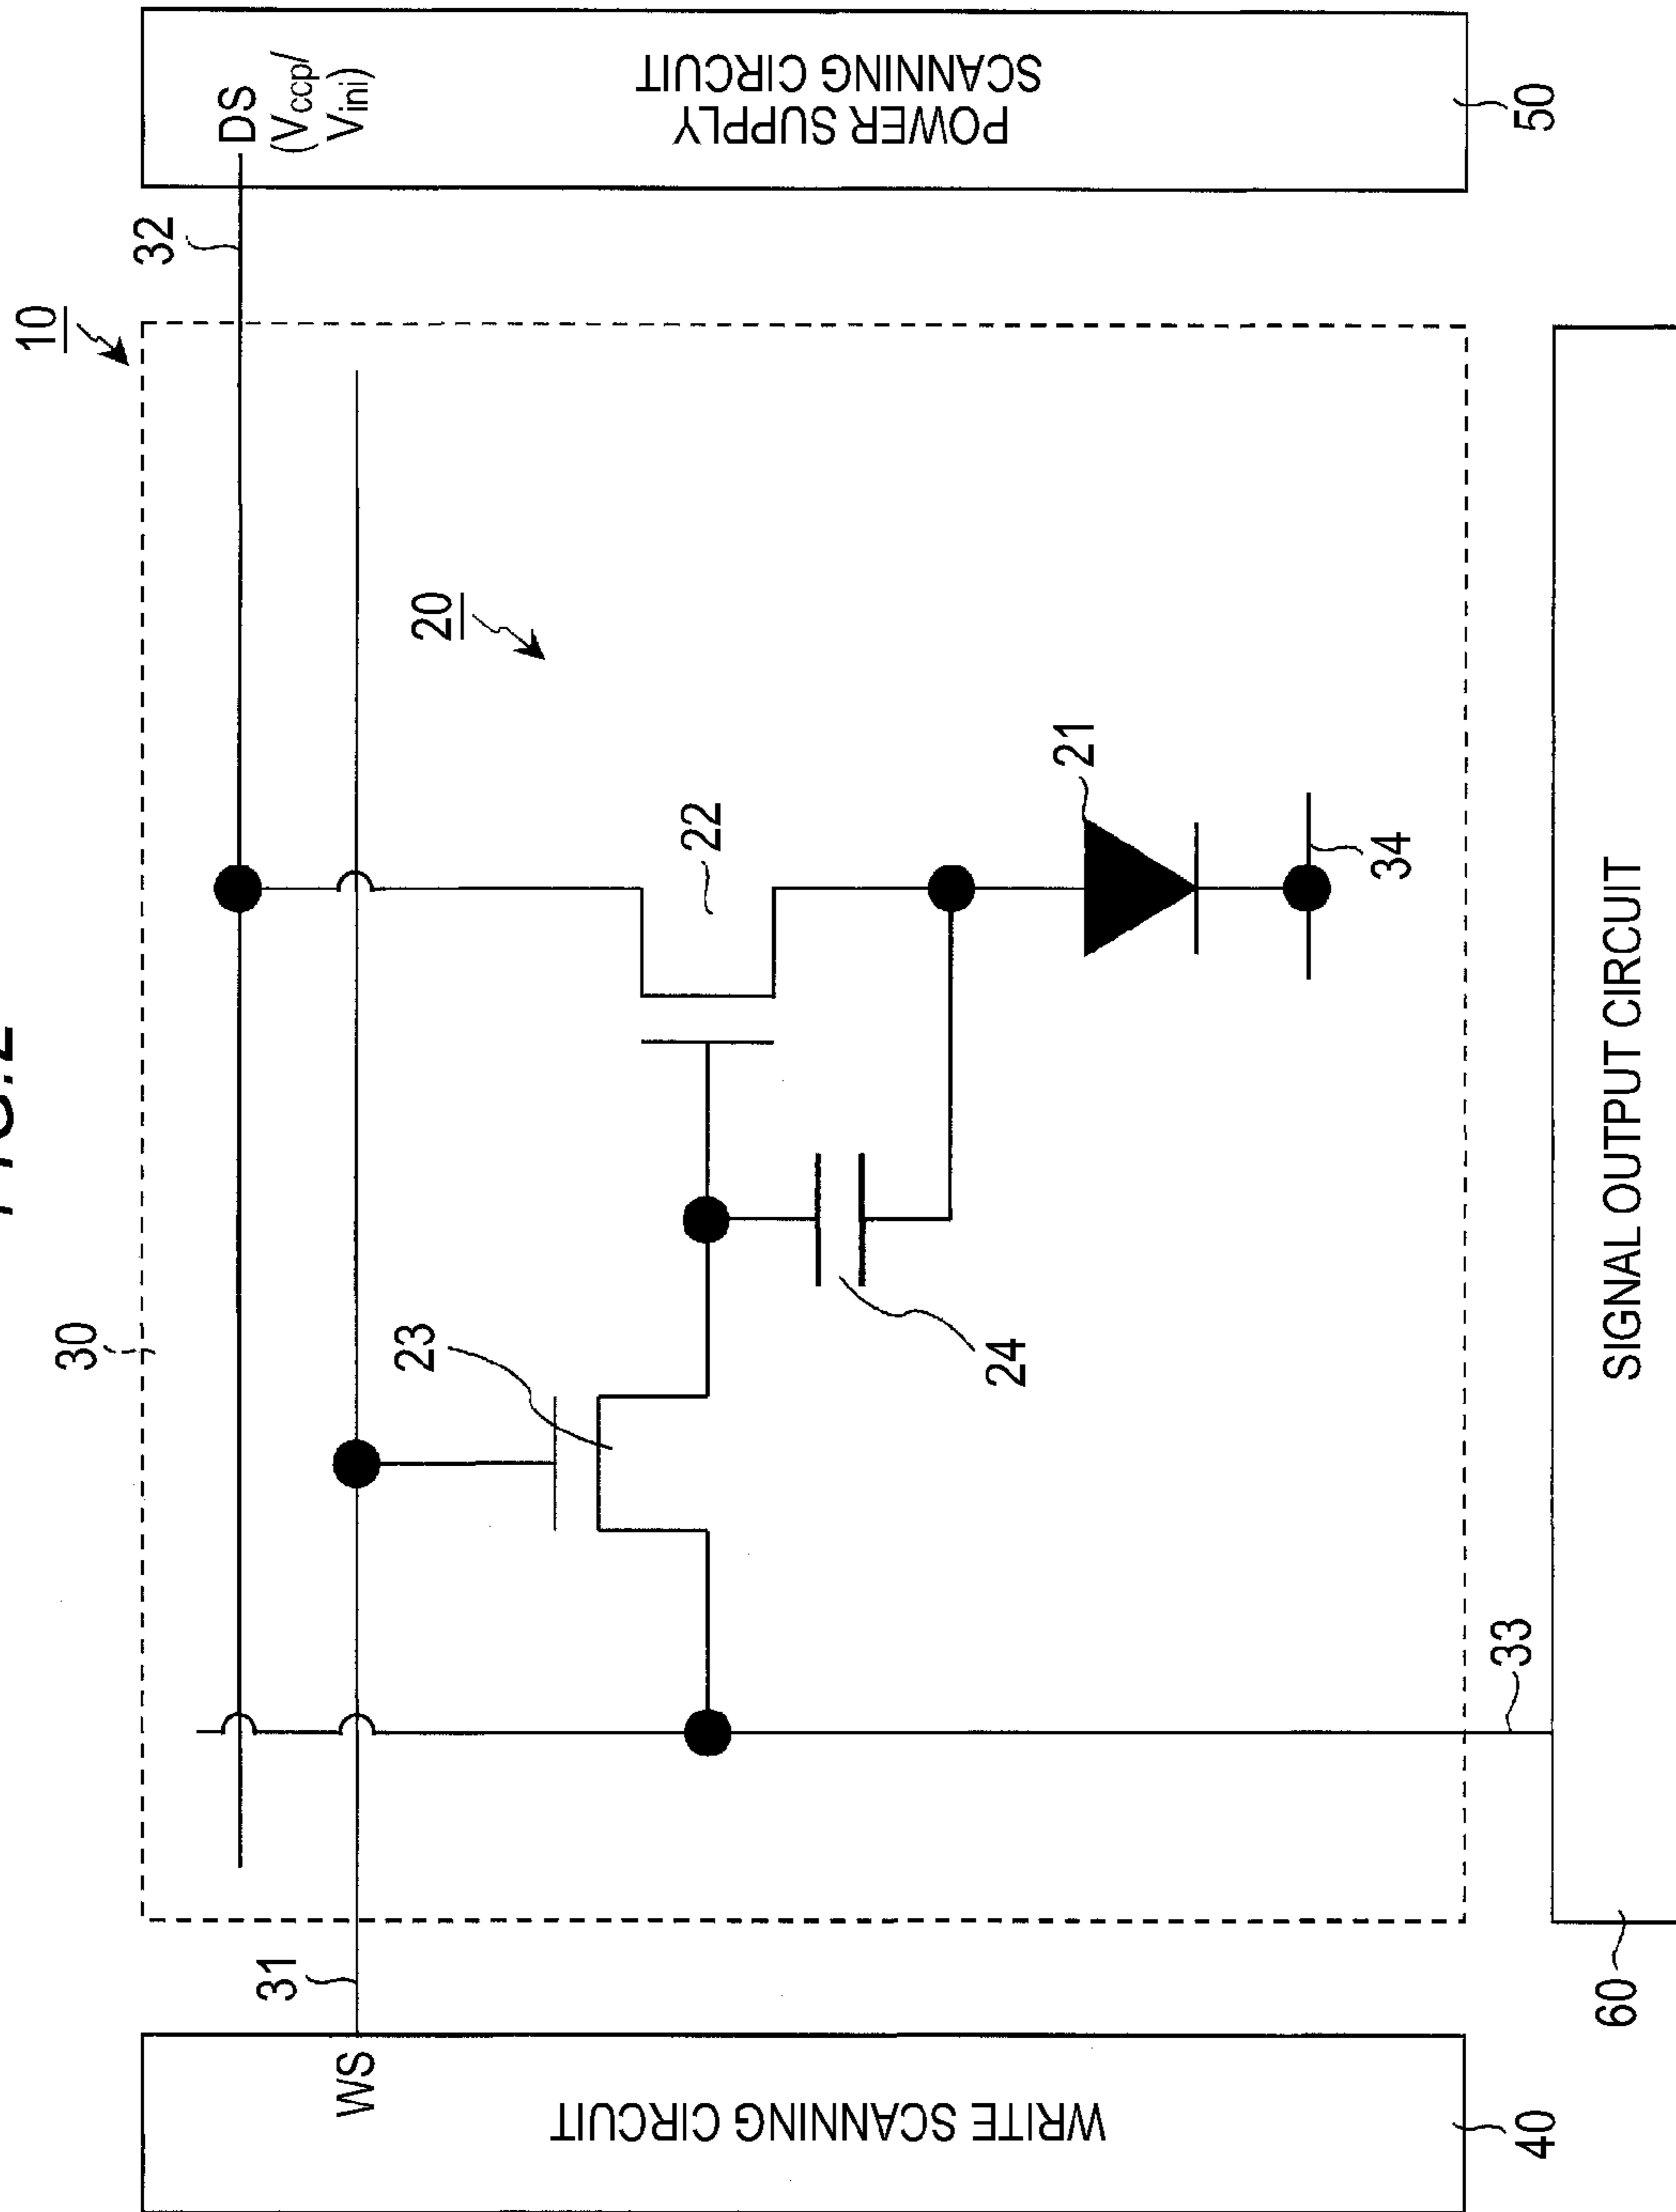 FIG.2
10
30
32
DS
(Vccp/
Vini)
31
WS
20
23
22
24
21
34
WRITE SCANNING CIRCUIT
POWER SUPPLY
SCANNING CIRCUIT
40
33
50
60
SIGNAL OUTPUT CIRCUIT